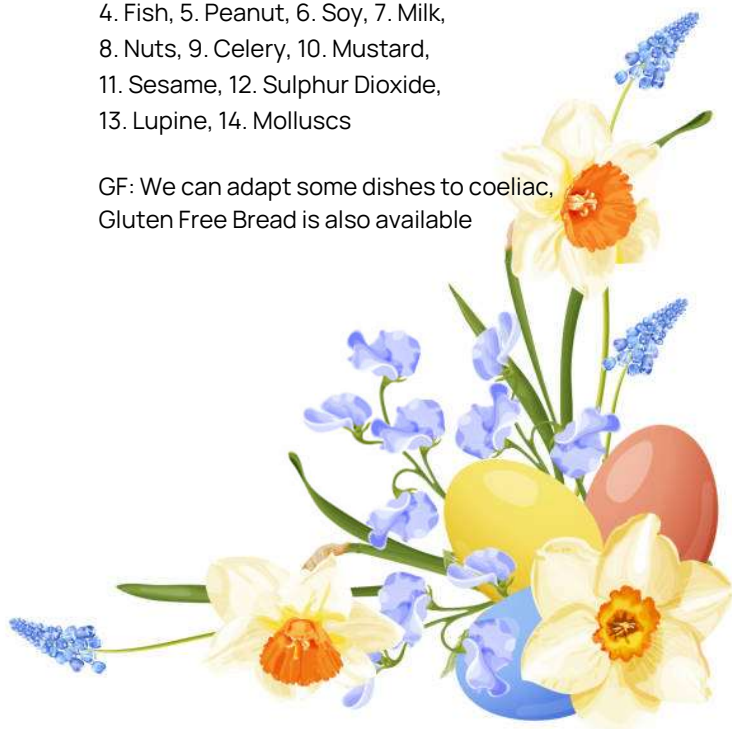 4. Fish, 5. Peanut, 6. Soy, 7. Milk,
8. Nuts, 9. Celery, 10. Mustard,
11. Sesame, 12. Sulphur Dioxide,
13. Lupine, 14. Molluscs
GF: We can adapt some dishes to coeliac,
Gluten Free Bread is also available